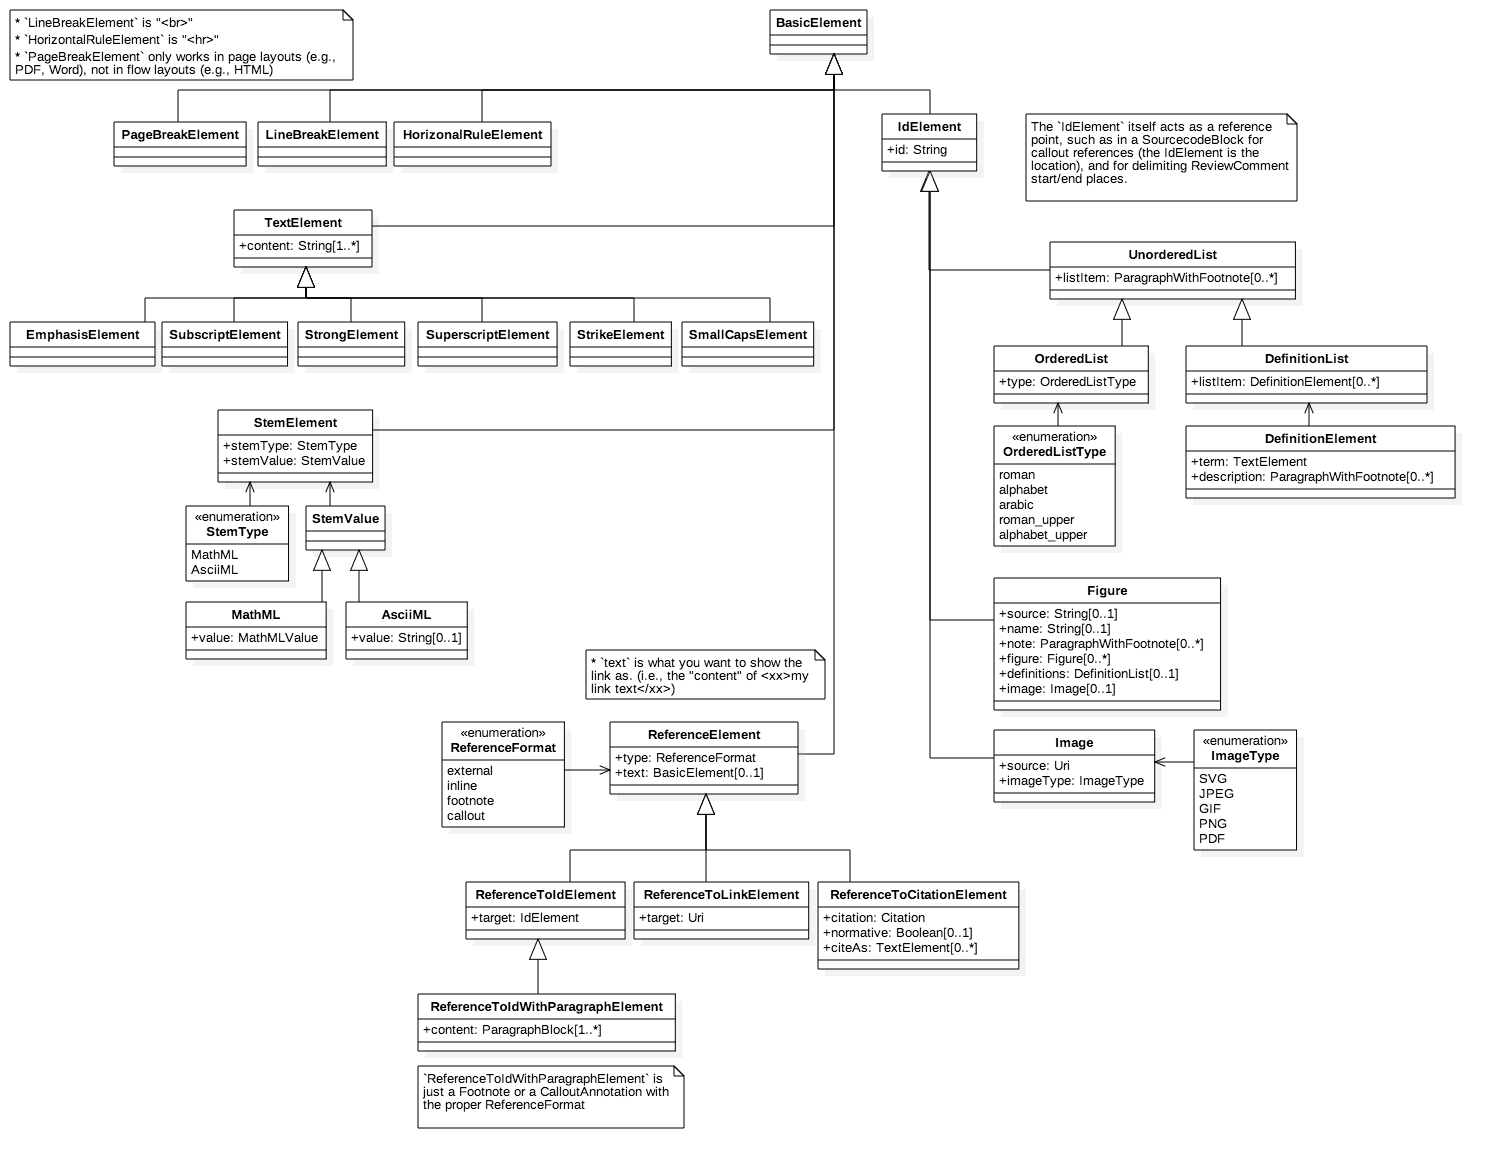 * `LineBreakElement` is "<br>"
* `HorizontalRuleElement` is "<hr>"
* `PageBreakElement` only works in page layouts (e.g.,
PDF, Word), not in flow layouts (e.g., HTML)
BasicElement
PageBreakElement
LineBreakElement
HorizonalRuleElement
IdElement
+id: String
The `IdElement` itself acts as a reference
point, such as in a SourcecodeBlock for
callout references (the IdElement is the
location), and for delimiting ReviewComment
start/end places.
TextElement
+content: String[1..*]
UnorderedList
+listItem: ParagraphWithFootnote[0..*]
EmphasisElement
SubscriptElement
StrongElement
SuperscriptElement
StrikeElement
SmallCapsElement
OrderedList
+type: OrderedListType
DefinitionList
+listItem: DefinitionElement[0..*]
StemElement
+stemType: StemType
+stemValue: StemValue
«enumeration»
OrderedListType
roman
alphabet
arabic
roman_upper
alphabet_upper
DefinitionElement
+term: TextElement
+description: ParagraphWithFootnote[0..*]
«enumeration»
StemType
MathML
AsciiML
StemValue
MathML
+value: MathMLValue
AsciiML
+value: String[0..1]
Figure
+source: String[0..1]
+name: String[0..1]
+note: ParagraphWithFootnote[0..*]
+figure: Figure[0..*]
+definitions: DefinitionList[0..1]
+image: Image[0..1]
* `text` is what you want to show the
link as. (i.e., the "content" of <xx>my
link text</xx>)
«enumeration»
ReferenceFormat
external
inline
footnote
callout
ReferenceElement
+type: ReferenceFormat
+text: BasicElement[0..1]
Image
+source: Uri
+imageType: ImageType
«enumeration»
ImageType
SVG
JPEG
GIF
PNG
PDF
ReferenceToIdElement
+target: IdElement
ReferenceToLinkElement
+target: Uri
ReferenceToCitationElement
+citation: Citation
+normative: Boolean[0..1]
+citeAs: TextElement[0..*]
ReferenceToIdWithParagraphElement
+content: ParagraphBlock[1..*]
`ReferenceToIdWithParagraphElement` is
just a Footnote or a CalloutAnnotation with
the proper ReferenceFormat